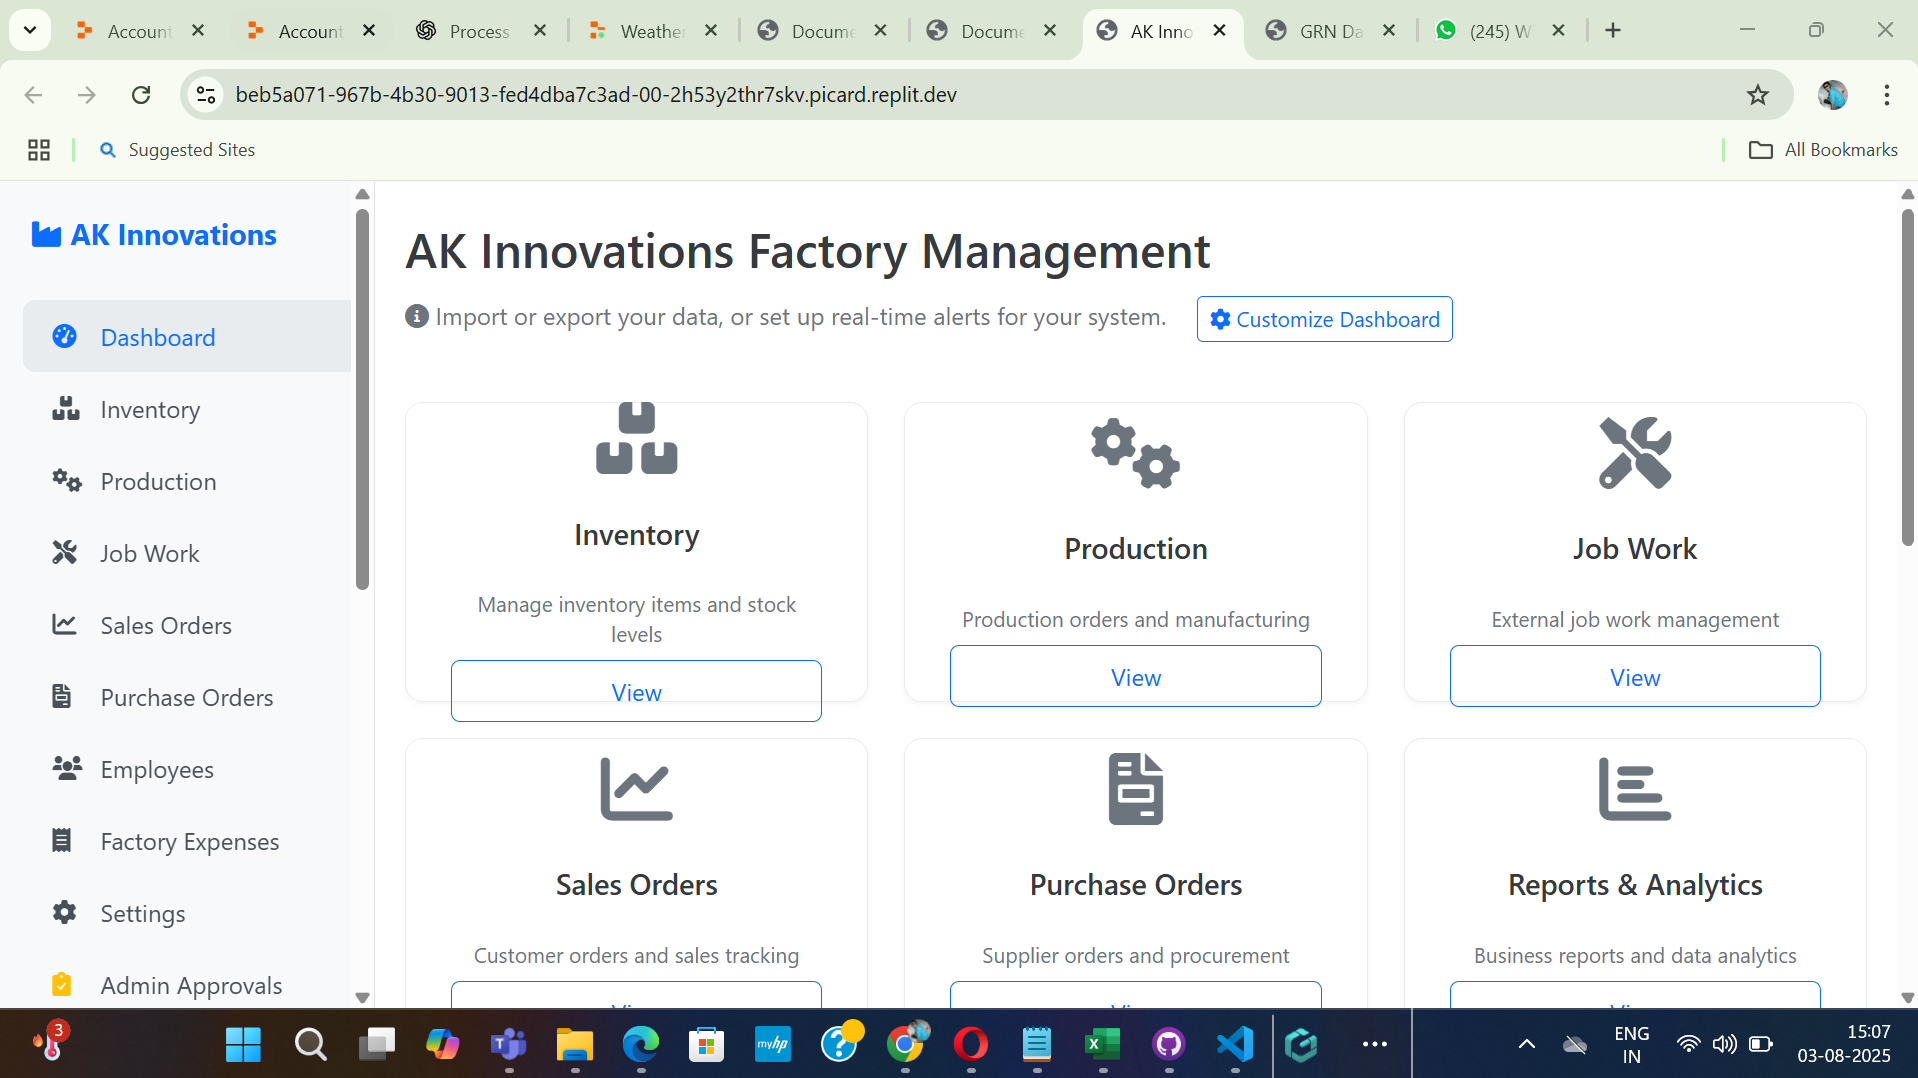 Account
Account
Process
Weather
Docume
Docume
AK Inno
GRN Da
(245) W
beb5a071-967b-4b30-9013-fed4dba7c3ad-00-2h53y2thr7skv.picard.replit.dev
Suggested Sites
All Bookmarks
AK Innovations
Dashboard
Inventory
Production
Job Work
Sales Orders
Purchase Orders
Employees
Factory Expenses
Settings
Admin Approvals
AK Innovations Factory Management
Import or export your data, or set up real-time alerts for your system.
Customize Dashboard
Inventory
Manage inventory items and stock
levels
View
Production
Production orders and manufacturing
View
Job Work
External job work management
View
Sales Orders
Customer orders and sales tracking
View
Purchase Orders
Supplier orders and procurement
View
Reports & Analytics
Business reports and data analytics
View
3
myhp
ENG
IN
15:07
03-08-2025